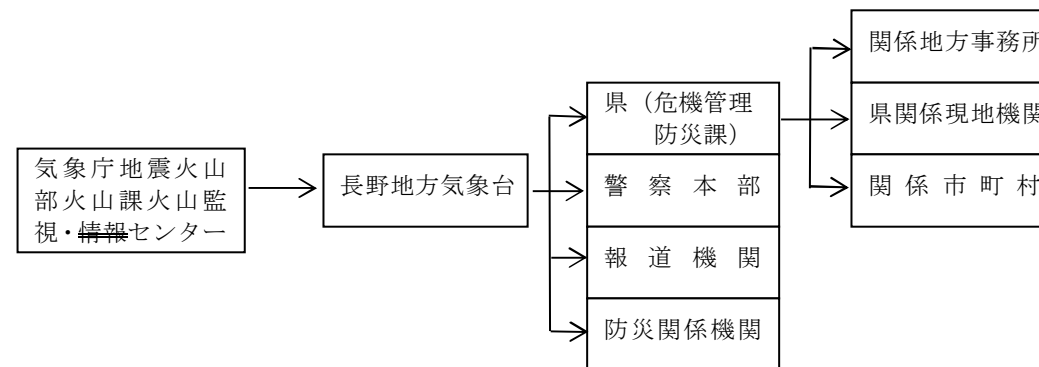 気象庁地震火山
部火山課火山監
視・情報センター
長野地方気象台
県（危機管理
防災課）
警察本部
報道機関
防災関係機関
関係地方事務所
県関係現地機関
関係市町村